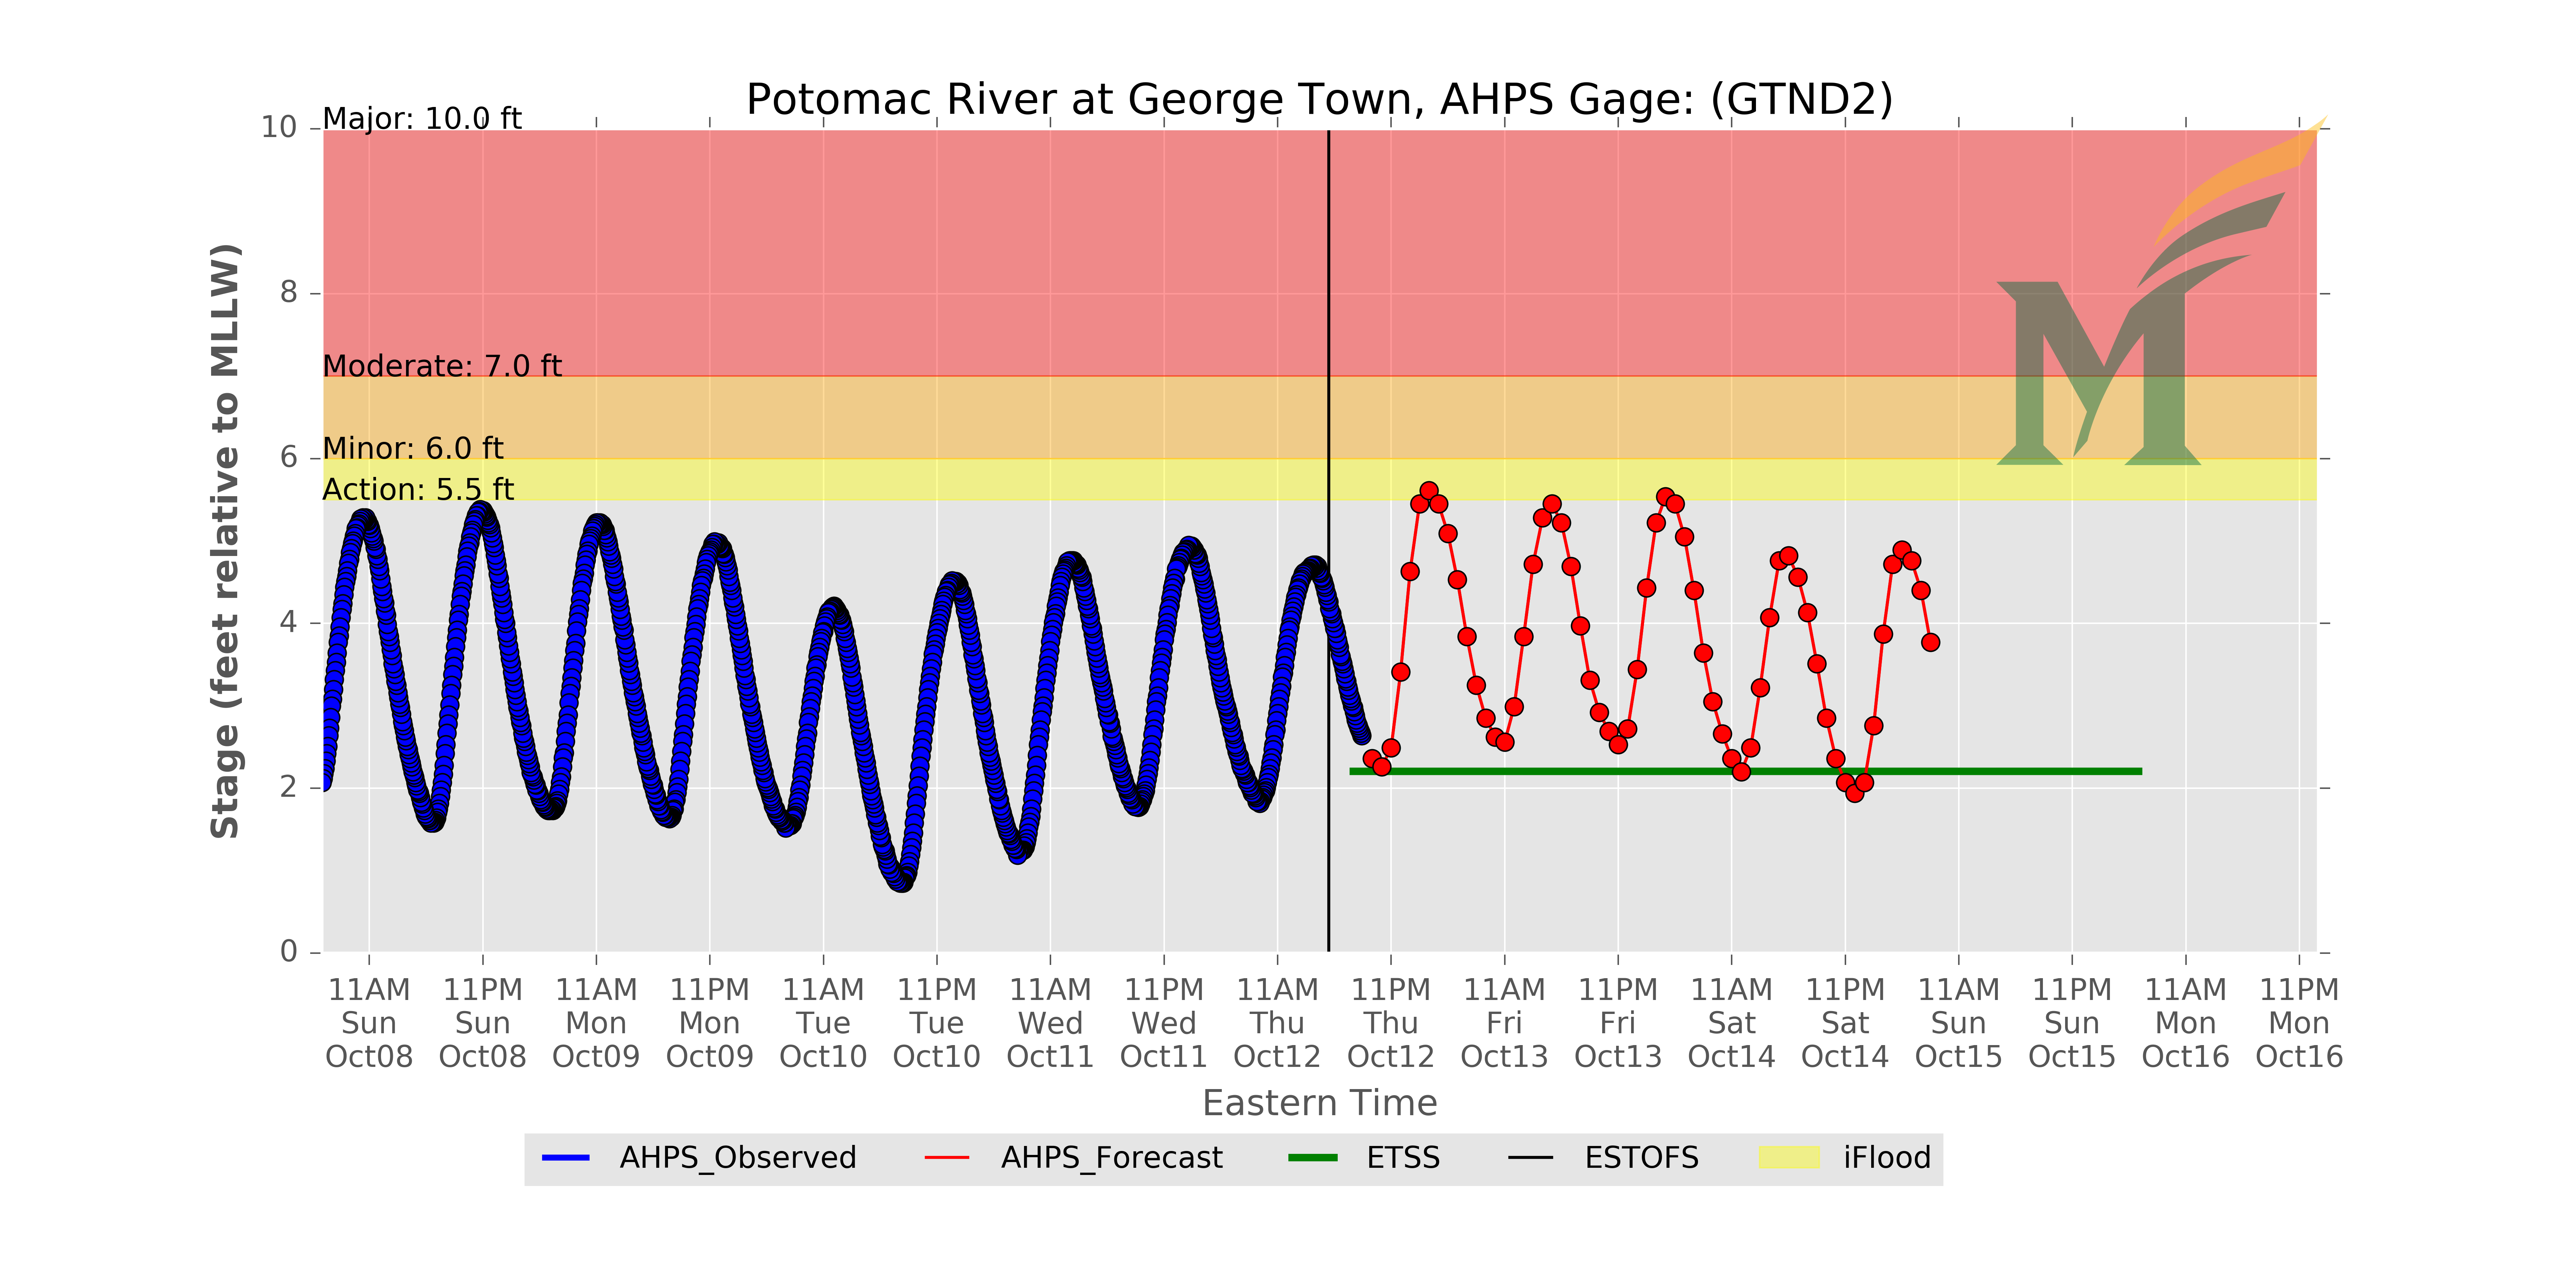 Potomac River at George Town, AHPS Gage: (GTND2)
Stage (feet relative to MLLW)
10
8
6
4
2
0
Major: 10.0 ft
Moderate: 7.0 ft
Minor: 6.0 ft
Action: 5.5 ft
M
11AM 11PM 11AM 11PM 11AM 11PM 11AM 11PM 11AM 11PM 11AM 11PM 11AM 11PM 11AM 11PM 11AM 11PM
Sun Sun Mon Mon Tue Tue Wed Wed Thu Thu Fri Fri Sat Sat Sun Sun Mon Mon
Oct08 Oct08 Oct09 Oct09 Oct10 Oct10 Oct11 Oct11 Oct12 Oct12 Oct13 Oct13 Oct14 Oct14 Oct15 Oct15 Oct16 Oct16
Eastern Time
AHPS_Observed AHPS_Forecast ETSS ESTOFS iFlood